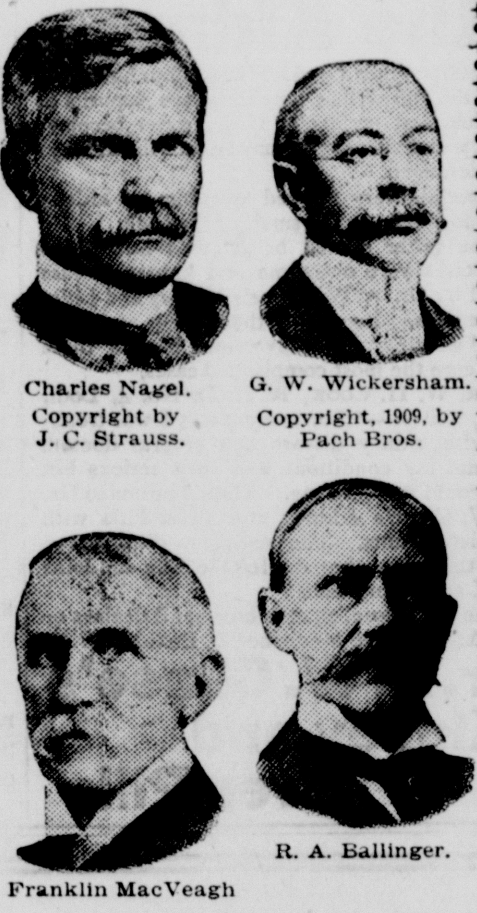 Charles Nagel.
Copyright by
J. C. Strauss.
G. W. Wickersham.
Copyright, 1909, by
Pach Bros.
Franklin MacVeagh
R. A. Ballinger.